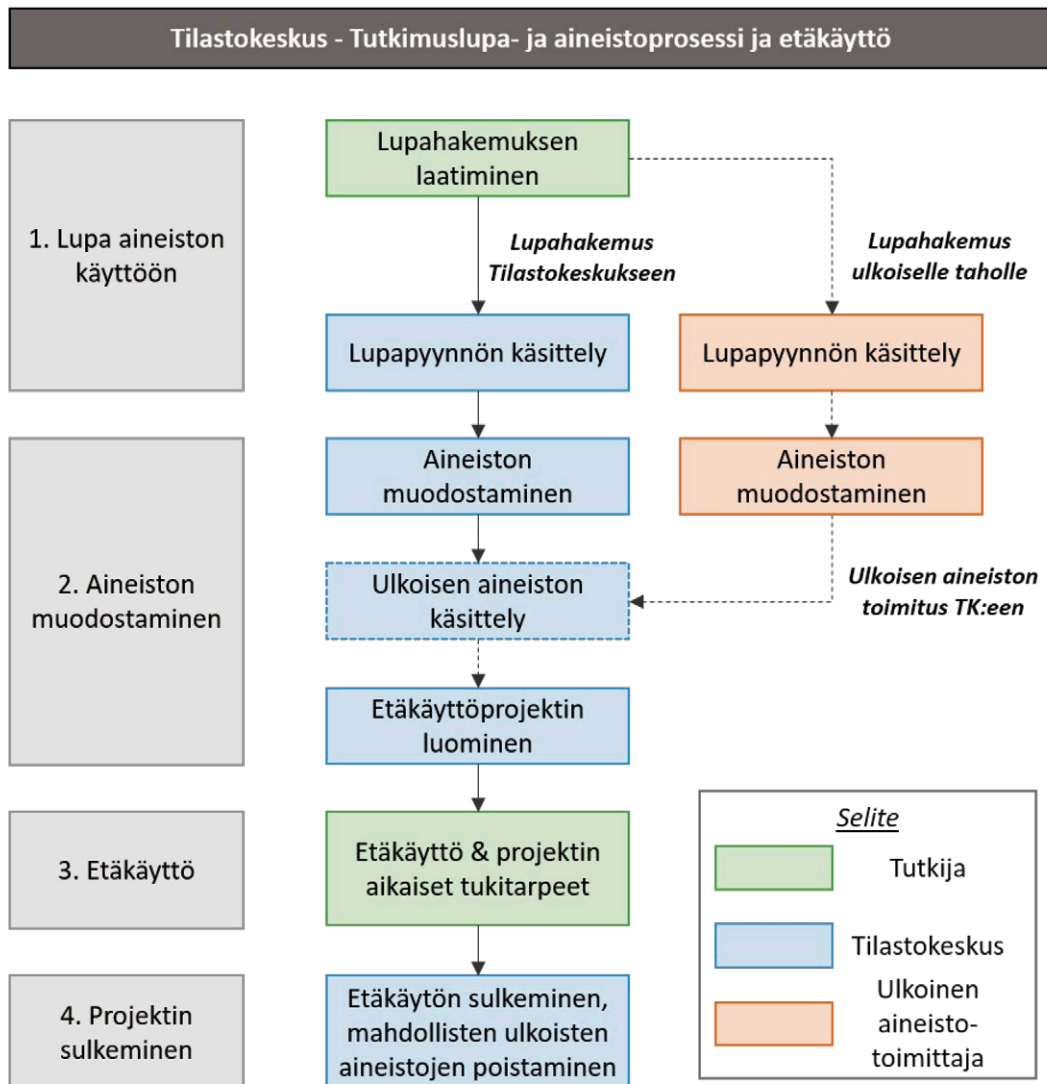 Tilastokeskus - Tutkimuslupa- ja aineistoprosessi ja etäkäyttö
1. Lupa aineiston
käyttöön
Lupahakemuksen
laatiminen
Lupahakemus
Tilastokeskukseen
Lupahakemus
ulkoiselle taholle
Lupapyynnön käsittely
Lupapyynnön käsittely
2. Aineiston
muodostaminen
Aineiston
muodostaminen
Aineiston
muodostaminen
Ulkoisen aineiston
käsittely
Ulkoisen aineiston
toimitus TK:een
Etäkäyttöprojektin
luominen
3. Etäkäyttö
Etäkäyttö & projektin
aikaiset tukitarpeet
4. Projektin
sulkeminen
Etäkäytön sulkeminen,
mahdollisten ulkoisten
aineistojen poistaminen
Selite
Tutkija
Tilastokeskus
Ulkoinen
aineisto-
toimittaja